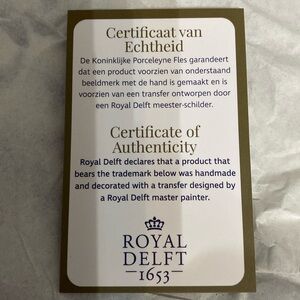 Certificaat van
Echtheid
De Koninklijke Porceleyne Fles garandeert
dat een product voorzien van onderstaand
beeldmerk met de hand is gemaakt en is
voorzien van een transfer ontworpen door
een Royal Delft meester-schilder.
Certificate of
Authenticity
Royal Delft declares that a product that
bears the trademark below was handmade
and decorated with a transfer designed by
a Royal Delft master painter.
ROYAL
DELFT
1653